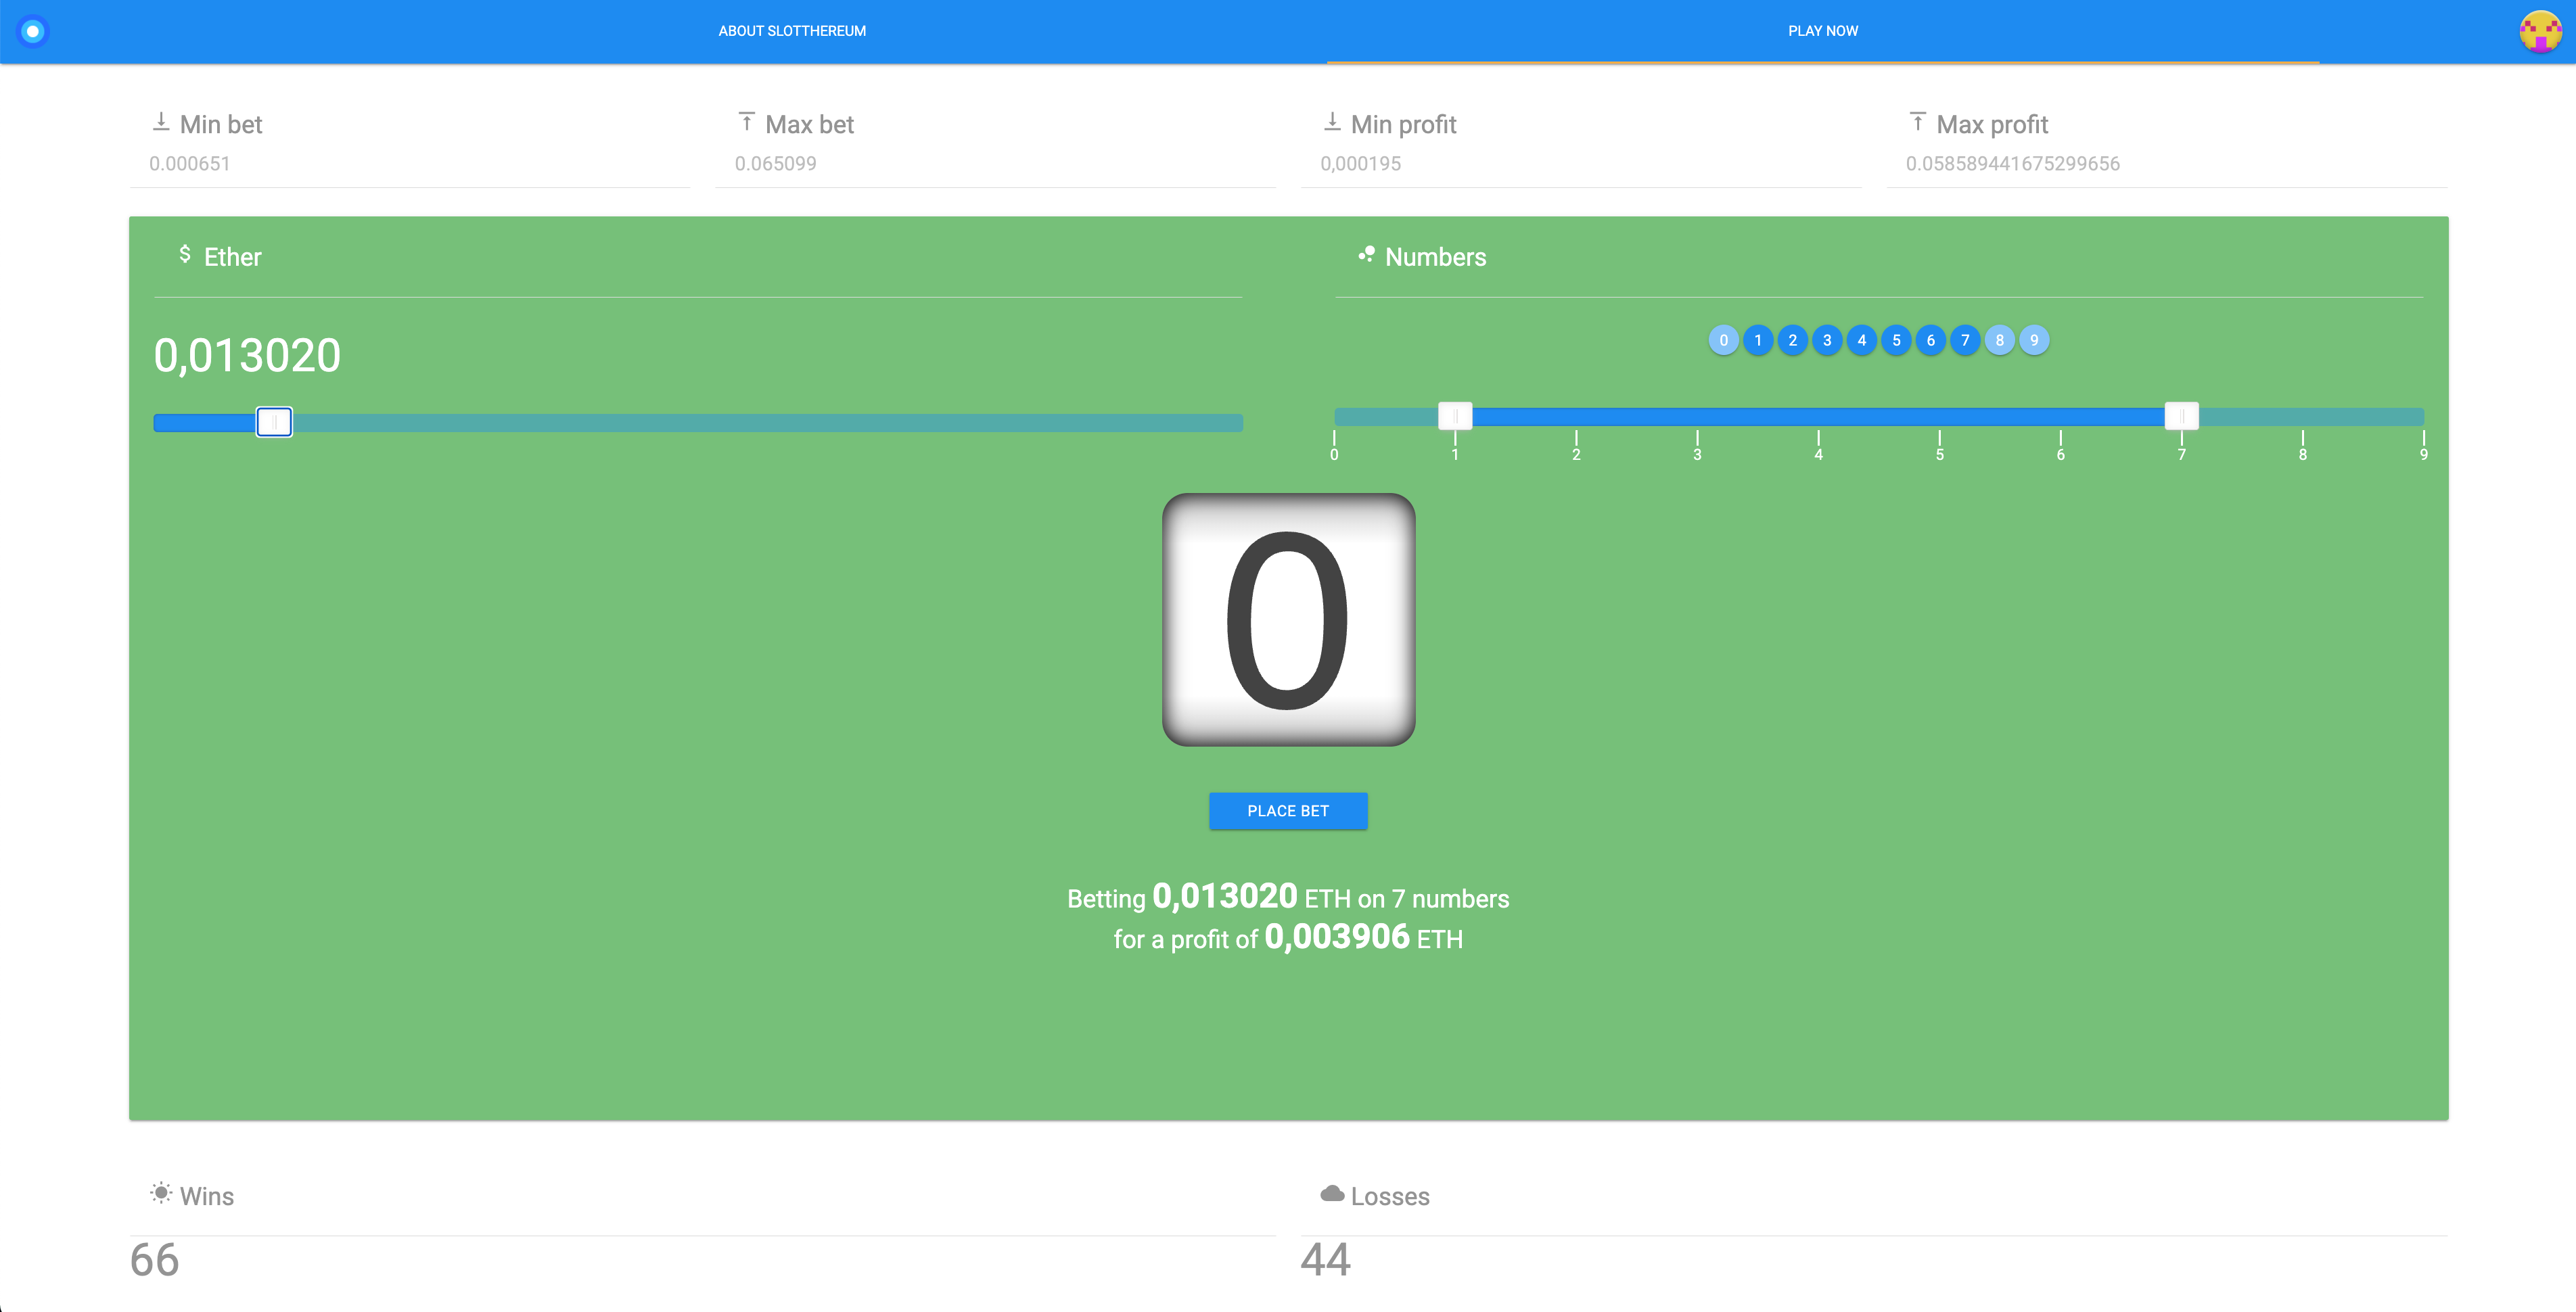 ABOUT SLOTTHEREUM
PLAY NOW
Min bet
0.000651
Max bet
0.065099
Min profit
0,000195
Max profit
0.058589441675299656
$ Ether
0,013020
Numbers
0 1 2 3 4 5 6 7 8 9
0 1 2 3 4 5 6 7 8 9
0
PLACE BET
Betting 0,013020 ETH on 7 numbers
for a profit of 0,003906 ETH
Wins
66
Losses
44